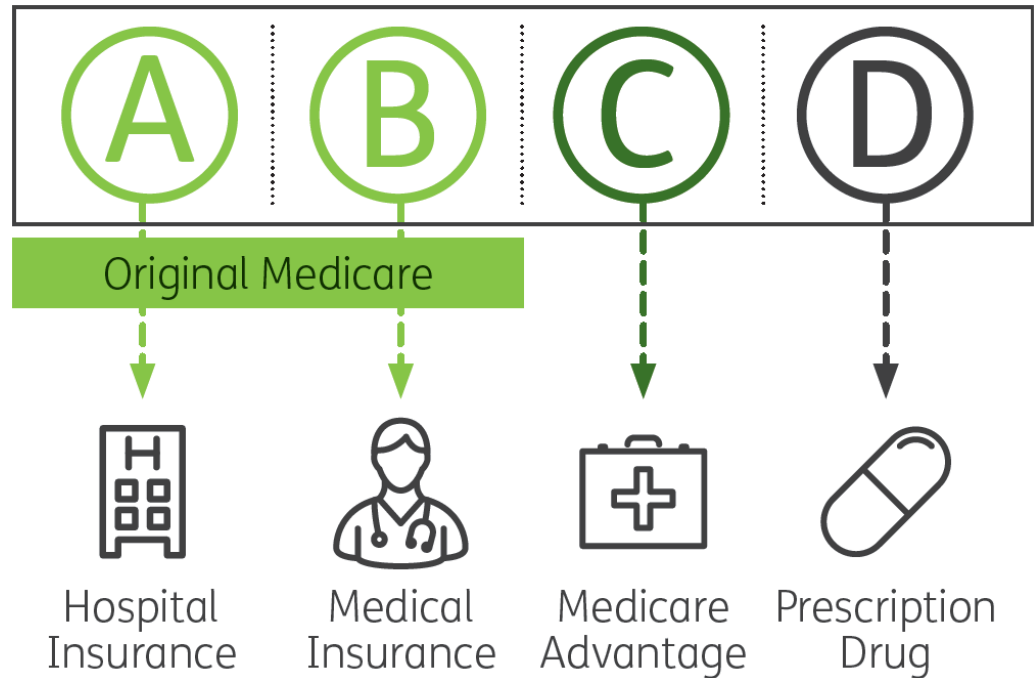 A
B
C
D
Original Medicare
H
Hospital
Insurance
Medical
Insurance
Medicare
Advantage
Prescription
Drug